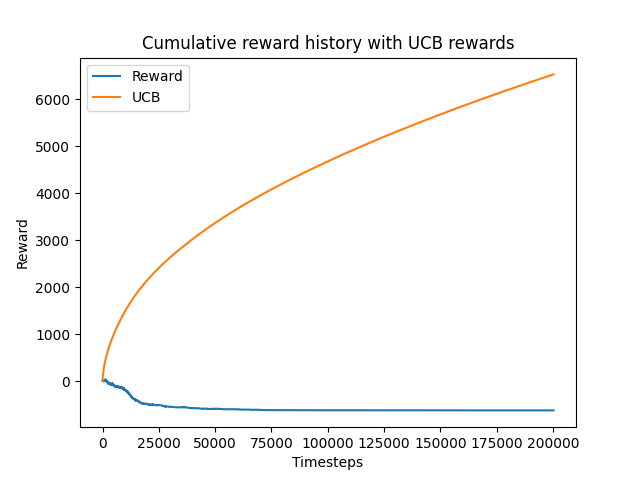 Cumulative reward history with UCB rewards
Reward
UCB
6000
5000
4000
3000
2000
1000
0
Reward
0 25000 50000 75000 100000 125000 150000 175000 200000
Timesteps